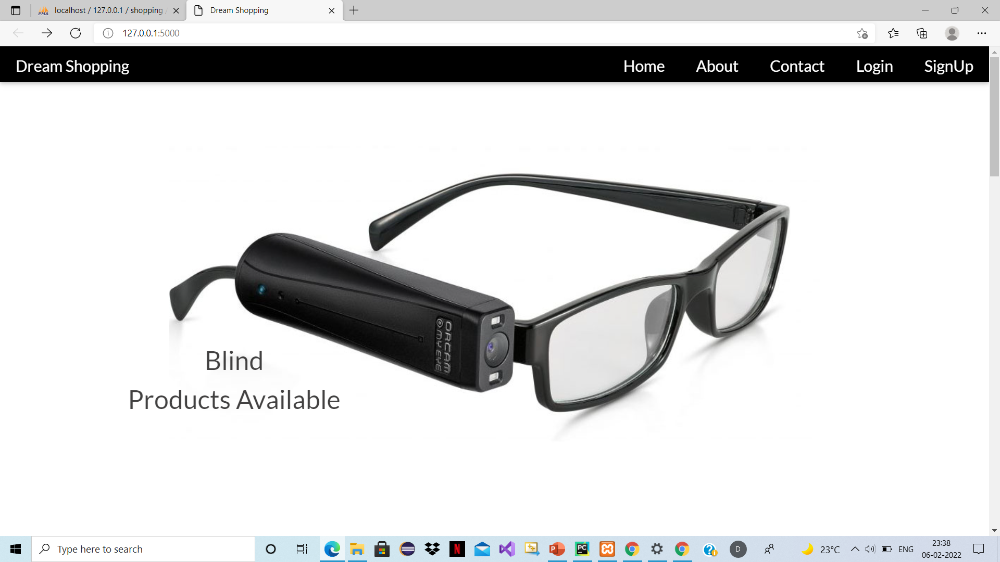 localhost / 127.0.0.1 / shopping
Dream Shopping
127.0.0.1:5000
Dream Shopping
Home
About
Contact
Login
SignUp
ORCAM
MY EYE
Blind
Products Available
Type here to search
D
23°C
ENG
23:38
06-02-2022